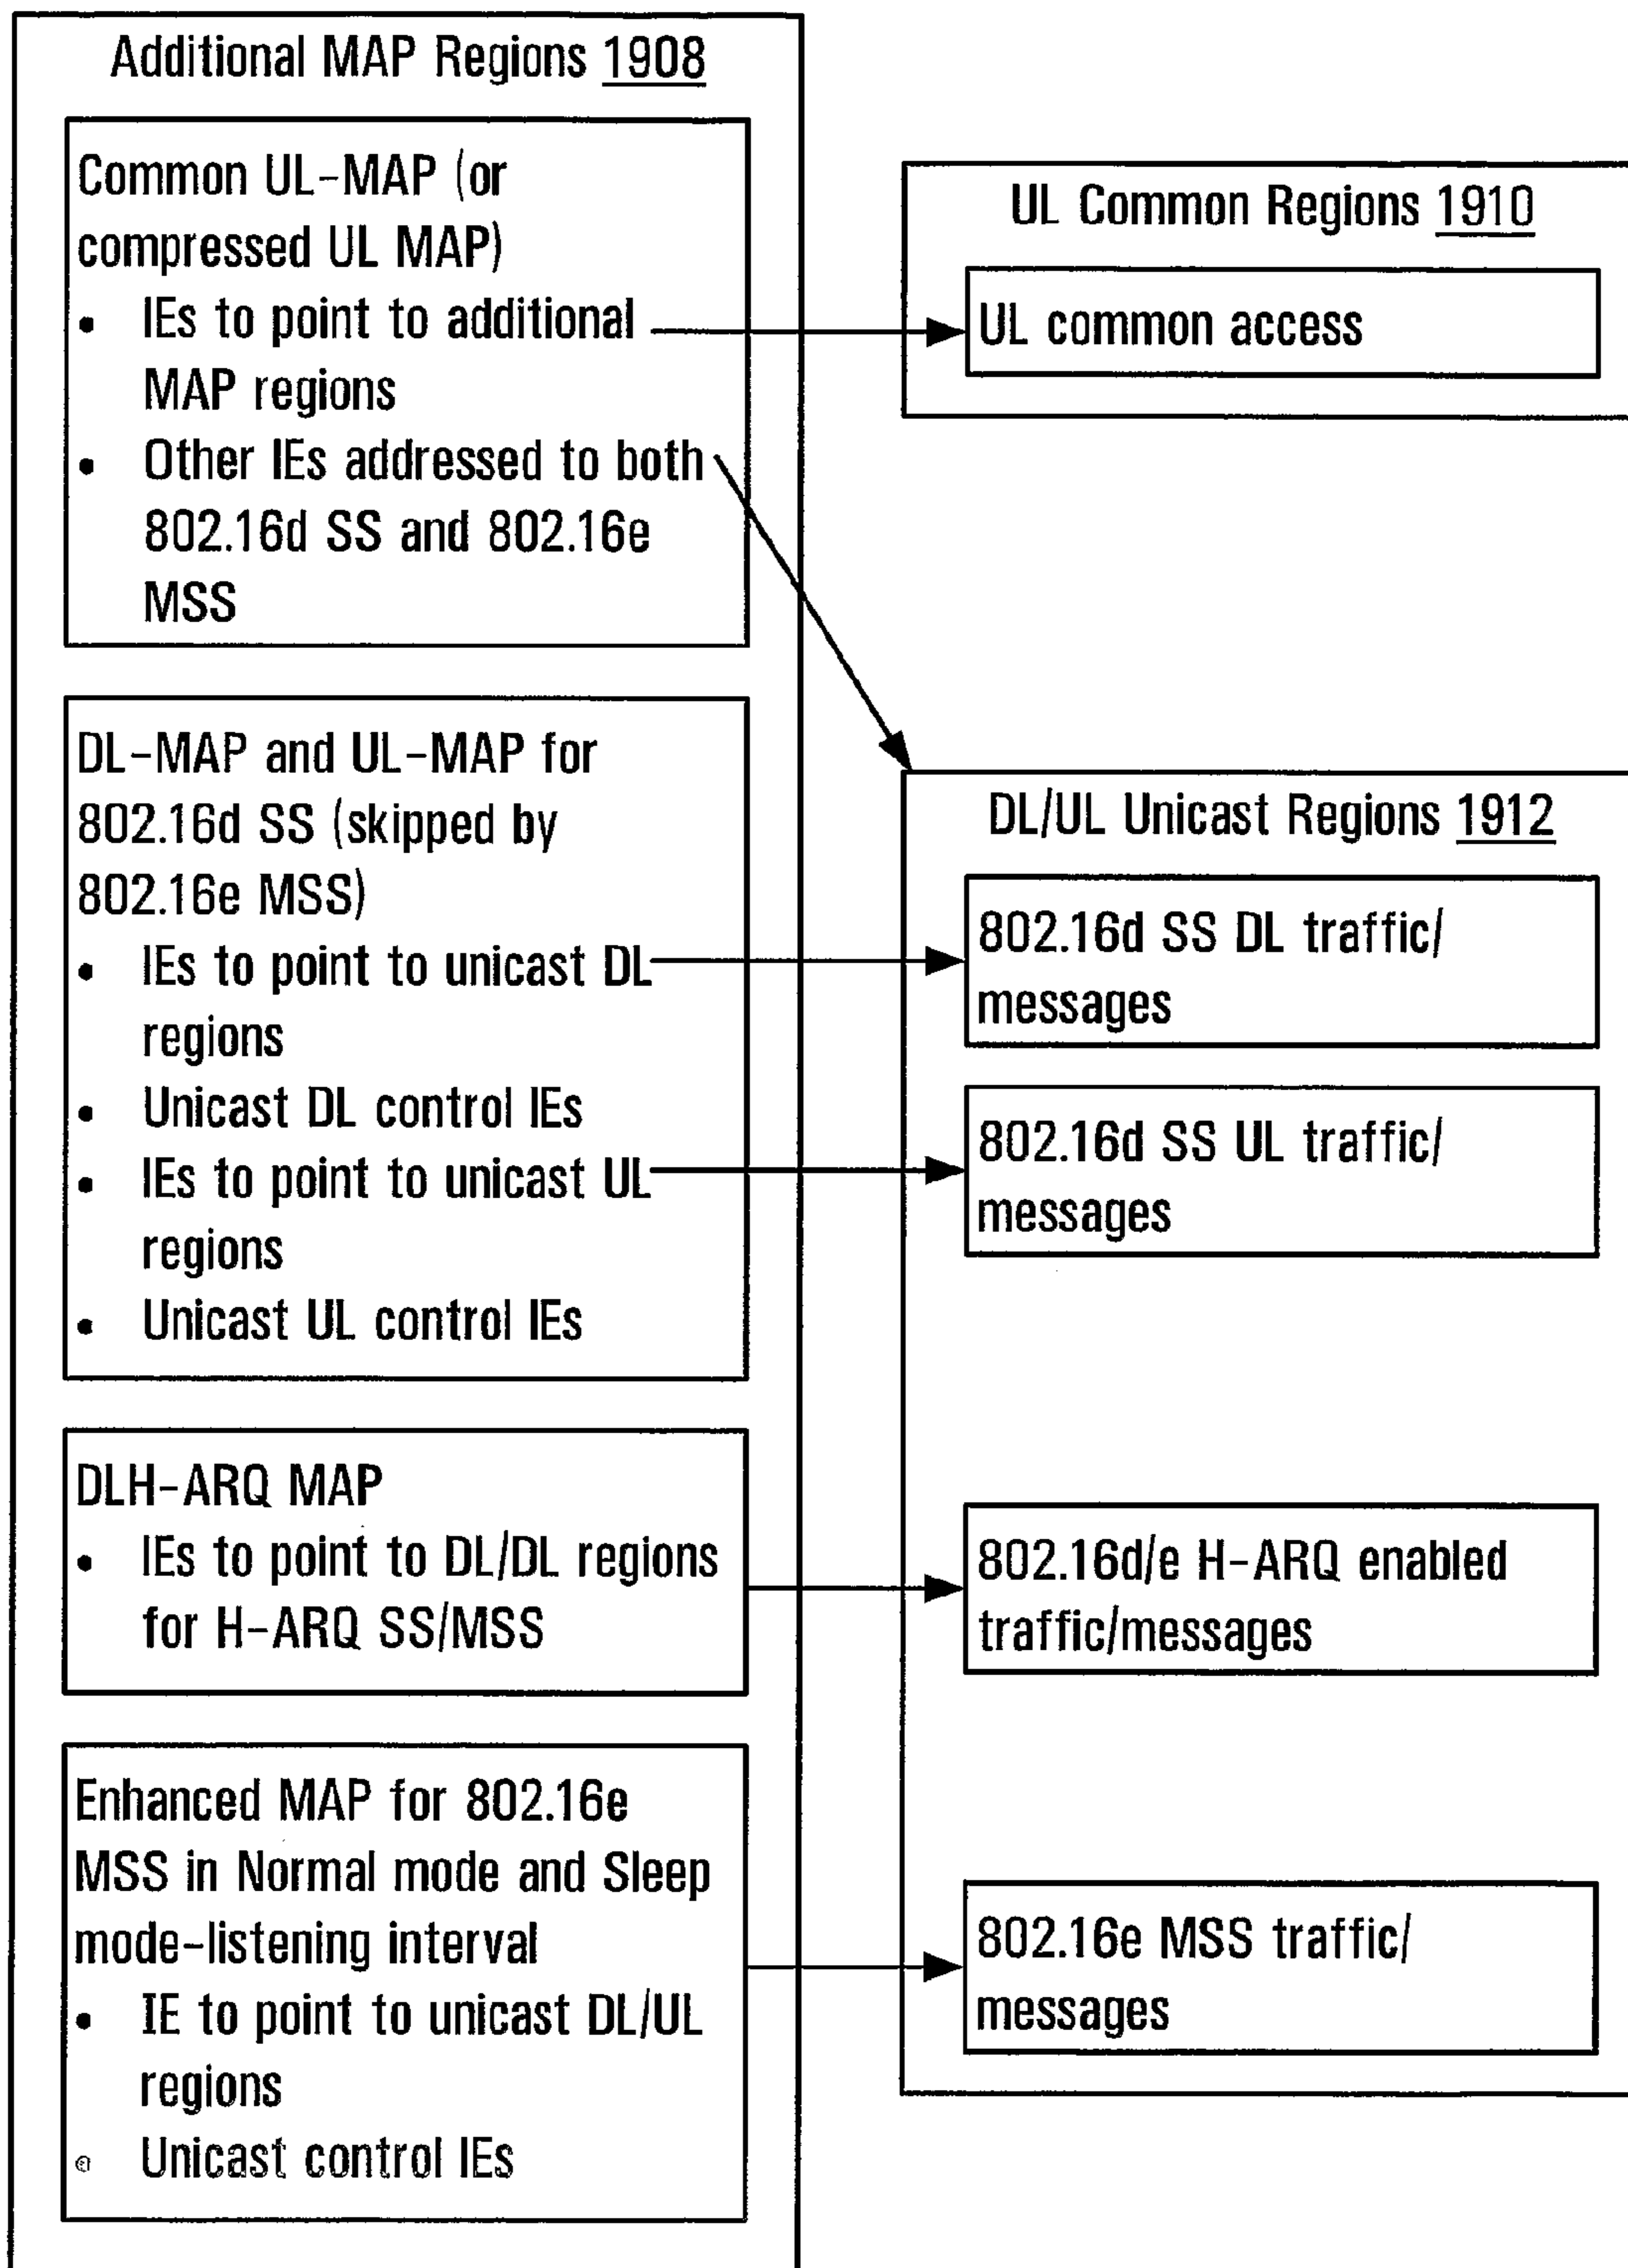 Additional MAP Regions 1908
Common UL-MAP (or
compressed UL MAP)
• IEs to point to additional
MAP regions
• Other IEs addressed to both
802.16d SS and 802.16e
MSS
DL-MAP and UL-MAP for
802.16d SS (skipped by
802.16e MSS)
• IEs to point to unicast DL
regions
• Unicast DL control IEs
• IEs to point to unicast UL
regions
• Unicast UL control IEs
DLH-ARQ MAP
• IEs to point to DL/DL regions
for H-ARQ SS/MSS
Enhanced MAP for 802.16e
MSS in Normal mode and Sleep
mode-listening interval
• IE to point to unicast DL/UL
regions
• Unicast control IEs
UL Common Regions 1910
UL common access
DL/UL Unicast Regions 1912
802.16d SS DL traffic/
messages
802.16d SS UL traffic/
messages
802.16d/e H-ARQ enabled
traffic/messages
802.16e MSS traffic/
messages